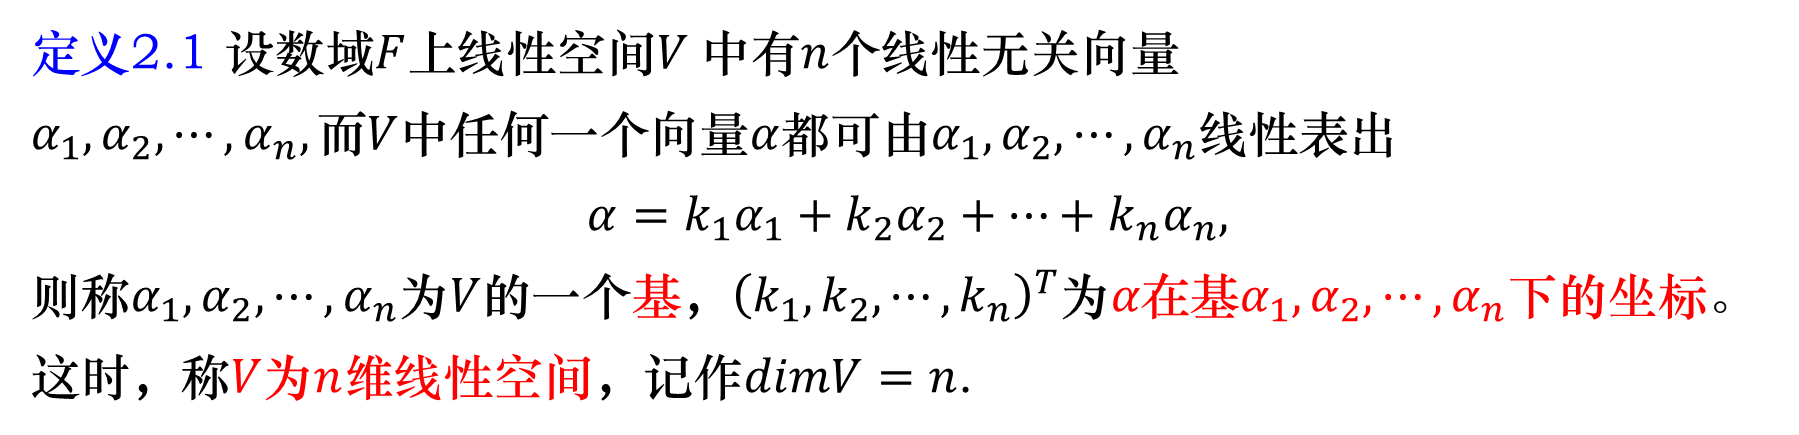 定义2.1 设数域F上线性空间V 中有n个线性无关向量
α₁, α₂, ⋯ , αₙ, 而V中任何一个向量α都可由α₁, α₂, ⋯ , αₙ线性表出
α = k₁α₁ + k₂α₂ + ⋯ + kₙαₙ,
则称α₁, α₂, ⋯ , αₙ为V的一个基，(k₁, k₂, ⋯ , kₙ)ᵀ为α在基α₁, α₂, ⋯ , αₙ下的坐标。
这时，称V为n维线性空间，记作dimV = n.